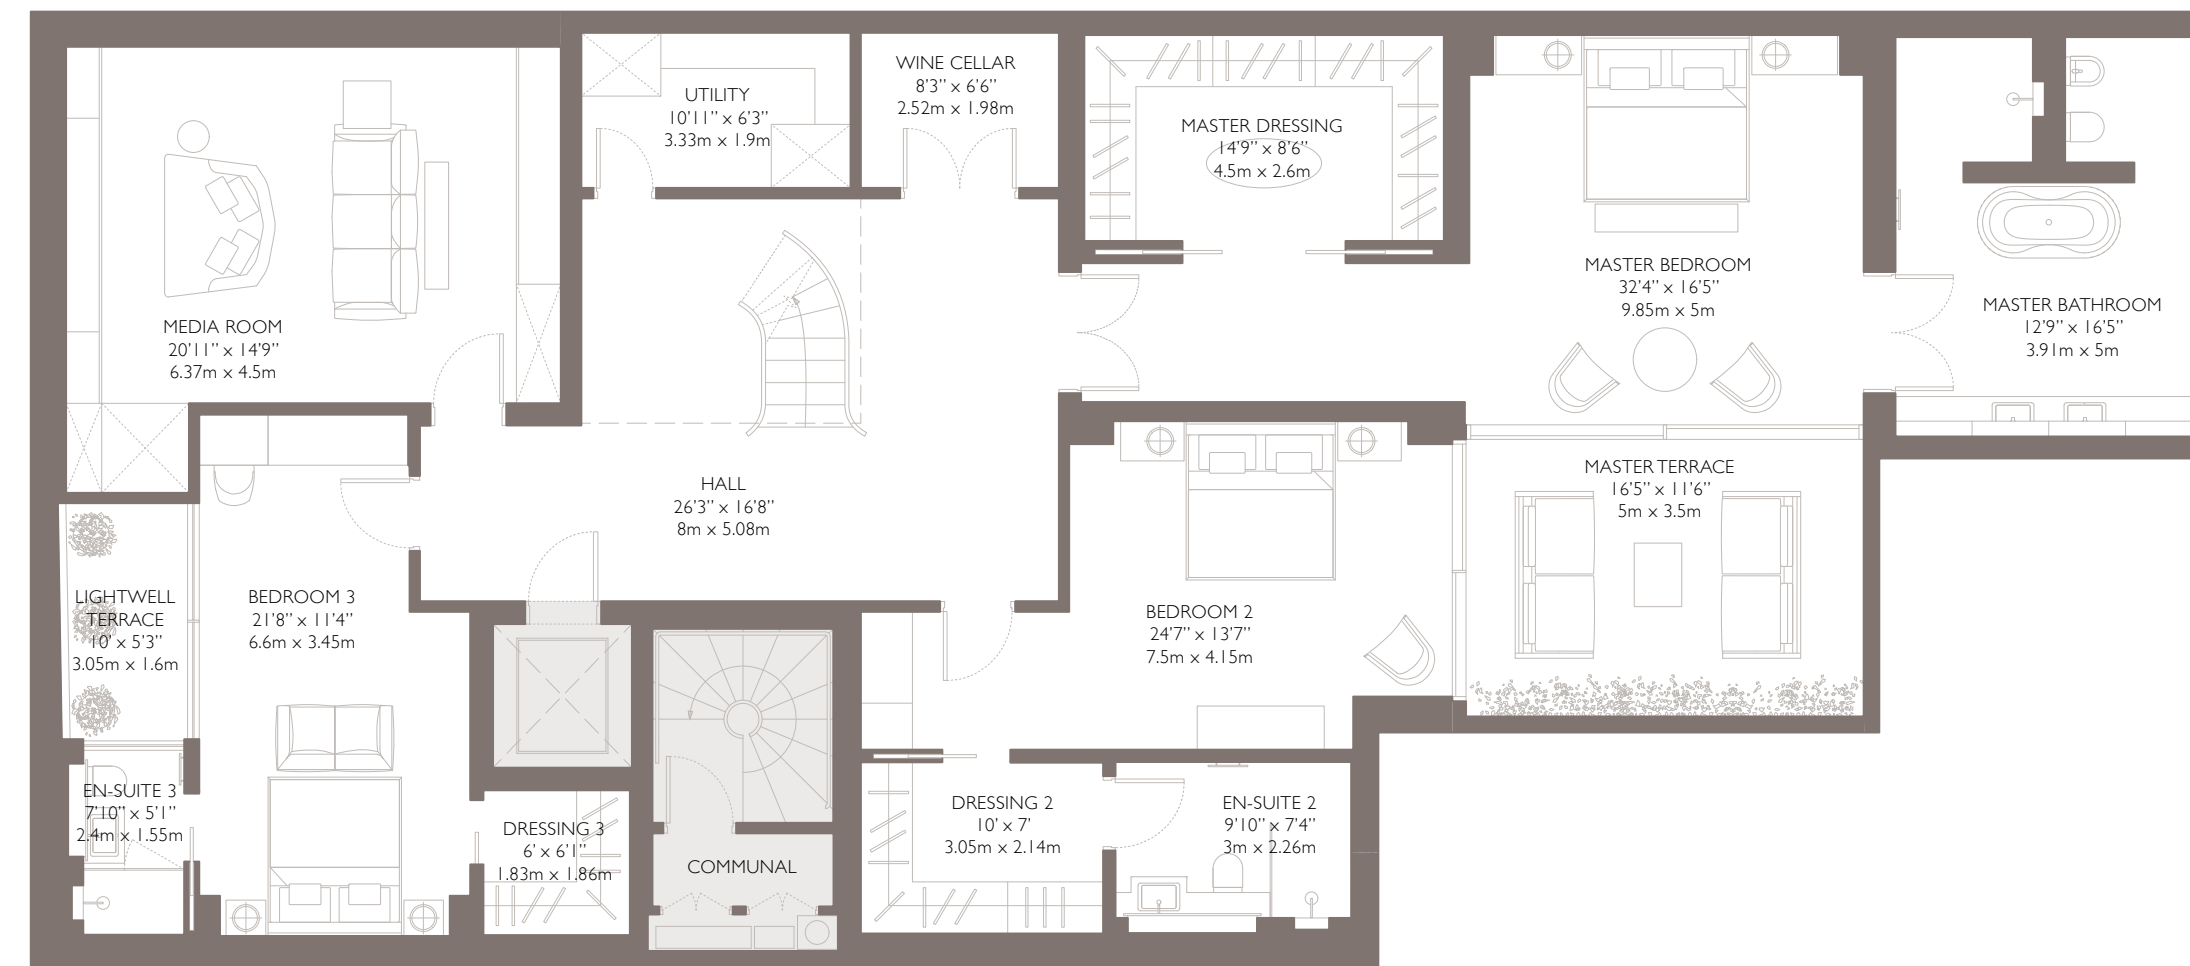 WINE CELLAR
8'3" x 6'6"
2.52m x 1.98m
UTILITY
10'11" x 6'3"
3.33m x 1.9m
MASTER DRESSING
14'9" x 8'6"
4.5m x 2.6m
MASTER BEDROOM
32'4" x 16'5"
9.85m x 5m
MASTER BATHROOM
12'9" x 16'5"
3.91m x 5m
MEDIA ROOM
20'11" x 14'9"
6.37m x 4.5m
HALL
26'3" x 16'8"
8m x 5.08m
MASTER TERRACE
16'5" x 11'6"
5m x 3.5m
LIGHTWELL
TERRACE
10' x 5'3"
3.05m x 1.6m
BEDROOM 3
21'8" x 11'4"
6.6m x 3.45m
BEDROOM 2
24'7" x 13'7"
7.5m x 4.15m
EN-SUITE 3
7'10" x 5'1"
2.4m x 1.55m
DRESSING 3
6' x 6'1"
1.83m x 1.86m
COMMUNAL
DRESSING 2
10' x 7'
3.05m x 2.14m
EN-SUITE 2
9'10" x 7'4"
3m x 2.26m